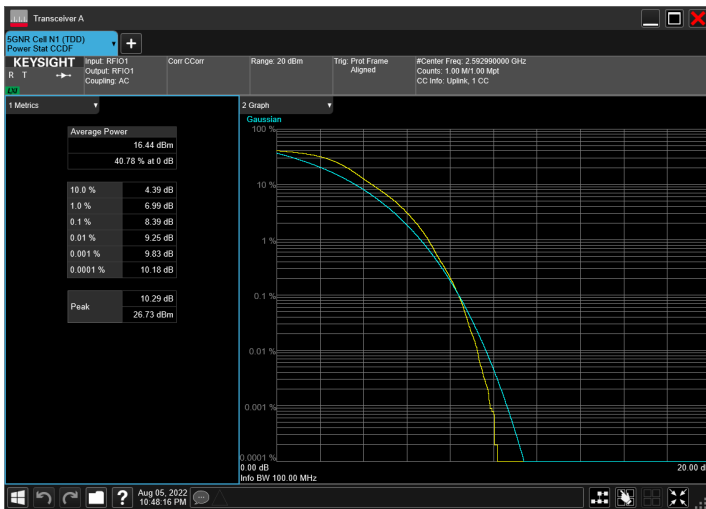 Transceiver A
5GNR Cell N1 (TDD)
Power Stat CCDF
KEYSIGHT
R T
LXI
Input: RFIO1
Output: RFIO1
Coupling: AC
Corr CCorr
Range: 20 dBm
Trig: Prot Frame
Aligned
#Center Freq: 2.592990000 GHz
Counts: 1.00 M/1.00 Mpt
CC Info: Uplink, 1 CC
1 Metrics
Average Power
16.44 dBm
40.78 % at 0 dB
10.0 % 4.39 dB
1.0 % 6.99 dB
0.1 % 8.39 dB
0.01 % 9.25 dB
0.001 % 9.83 dB
0.0001 % 10.18 dB
Peak
10.29 dB
26.73 dBm
2 Graph
Gaussian
100 %
10 %
1 %
0.1 %
0.01 %
0.001 %
0.0001 %
0.00 dB
20.00 d
Info BW 100.00 MHz
Aug 05, 2022
10:48:16 PM